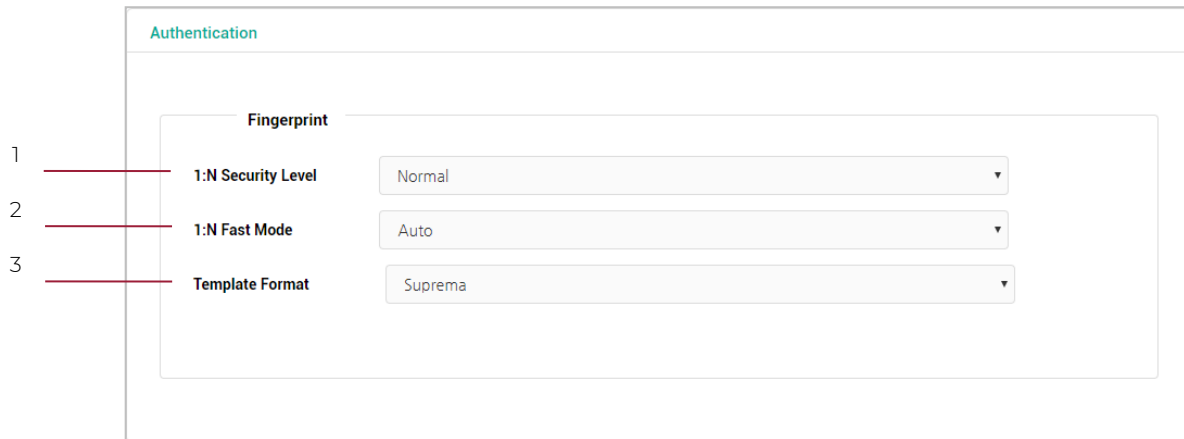 Authentication
Fingerprint
1 1:N Security Level Normal
2 1:N Fast Mode Auto
3 Template Format Suprema